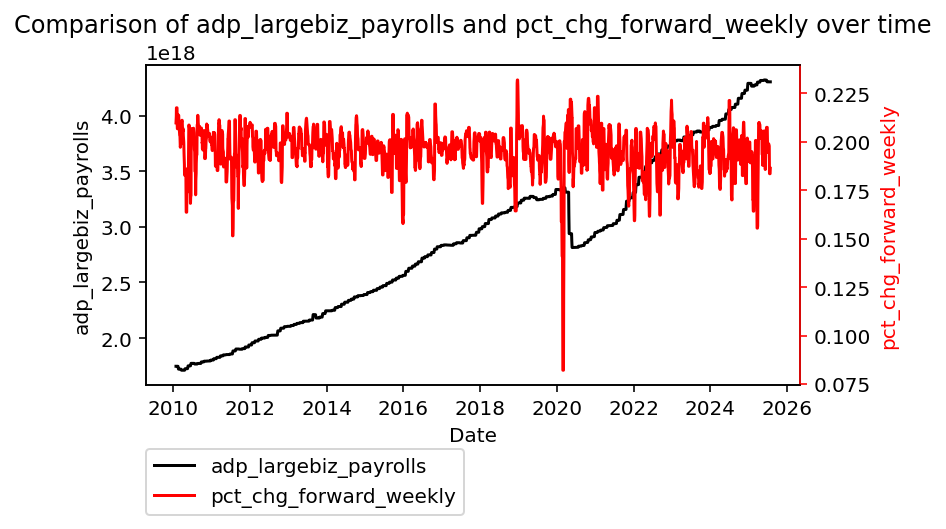 Comparison of adp_largebiz_payrolls and pct_chg_forward_weekly over time
1e18
adp_largebiz_payrolls
4.0
3.5
3.0
2.5
2.0
0.225
0.200
0.175
0.150
0.125
0.100
0.075
pct_chg_forward_weekly
2010 2012 2014 2016 2018 2020 2022 2024 2026
Date
adp_largebiz_payrolls
pct_chg_forward_weekly